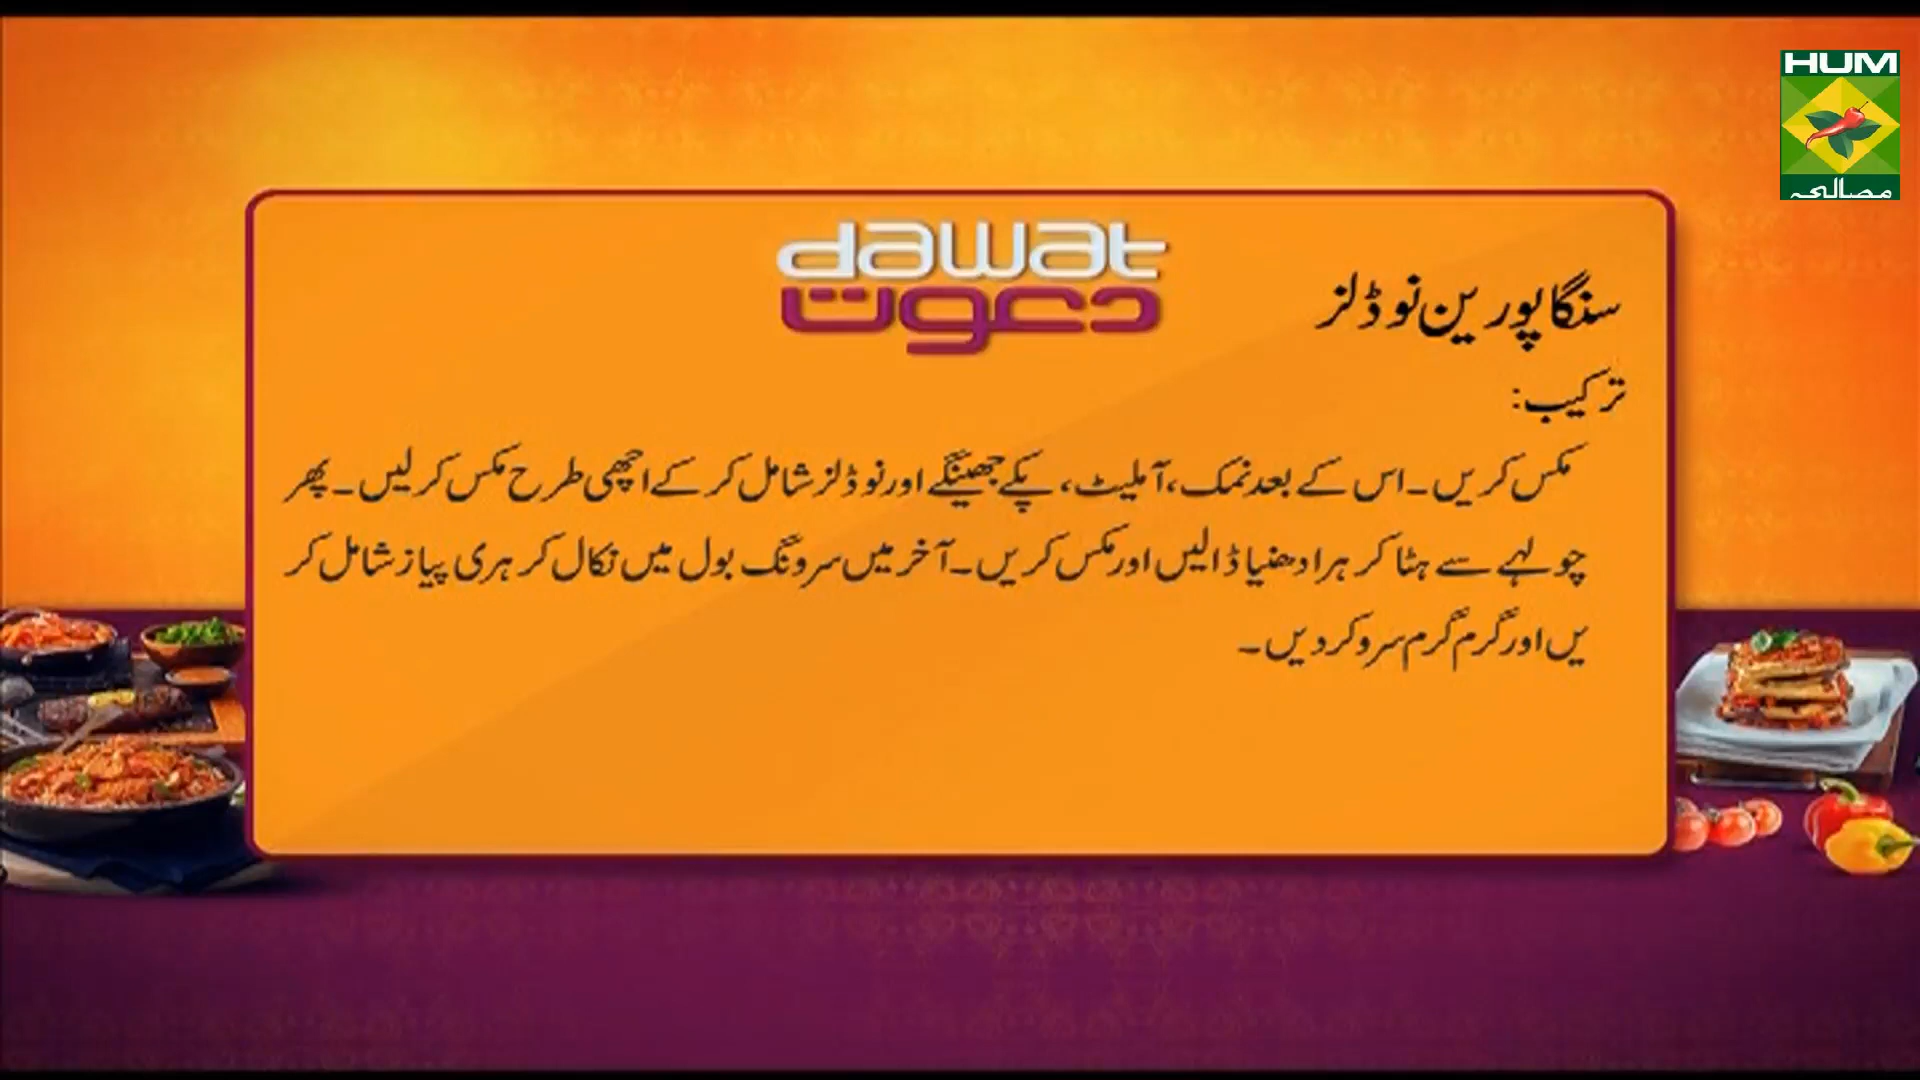 HUM
مصالحہ
dawat
دعوت
سنگاپورین نوڈلز
ترکیب:
مکس کریں۔ اس کے بعد نمک، آملیٹ، پکے جھینگے اور نوڈلز شامل کر کے اچھی طرح مکس کر لیں۔ پھر
چولہے سے ہٹا کر ہرا دھنیا ڈالیں اور مکس کریں۔ آخر میں سرونگ بول میں نکال کر ہری پیاز شامل کر
یں اور گرم گرم سرو کر دیں۔